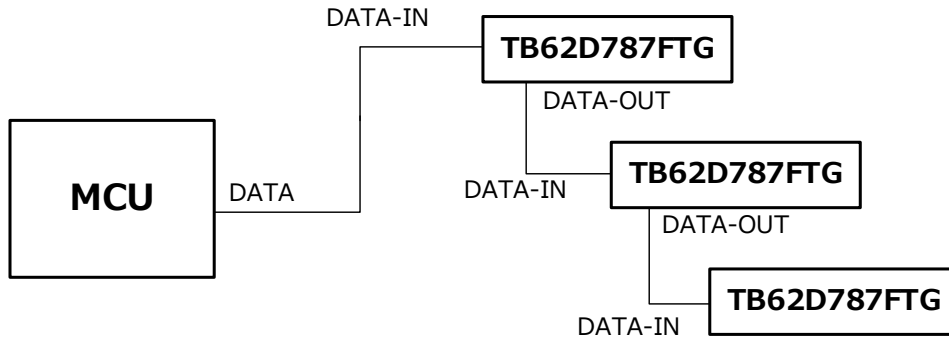 DATA-IN
TB62D787FTG
DATA-OUT
MCU
DATA
DATA-IN
TB62D787FTG
DATA-OUT
TB62D787FTG
DATA-IN